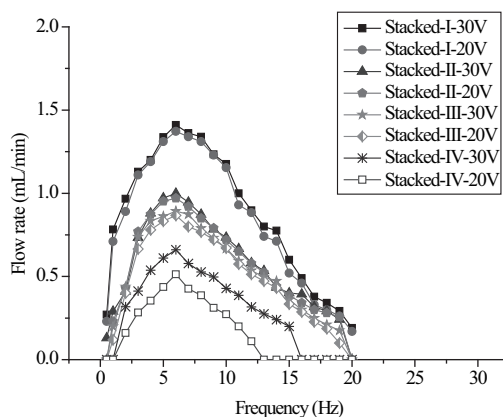 Stacked-I-30V
Stacked-I-20V
Stacked-II-30V
Stacked-II-20V
Stacked-III-30V
Stacked-III-20V
Stacked-IV-30V
Stacked-IV-20V
2.0
1.5
1.0
0.5
0.0
Flow rate (mL/min)
0 5 10 15 20 25 30
Frequency (Hz)